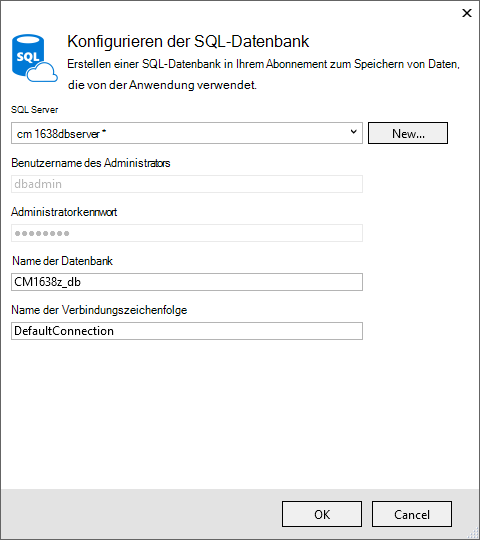 Konfigurieren der SQL-Datenbank
SQL
Erstellen einer SQL-Datenbank in Ihrem Abonnement zum Speichern von Daten,
die von der Anwendung verwendet.
SQL Server
cm 1638dbserver*
New...
Benutzername des Administrators
dbadmin
Administratorkennwort
●●●●●●●●
Name der Datenbank
CM1638z_db
Name der Verbindungszeichenfolge
DefaultConnection
OK
Cancel